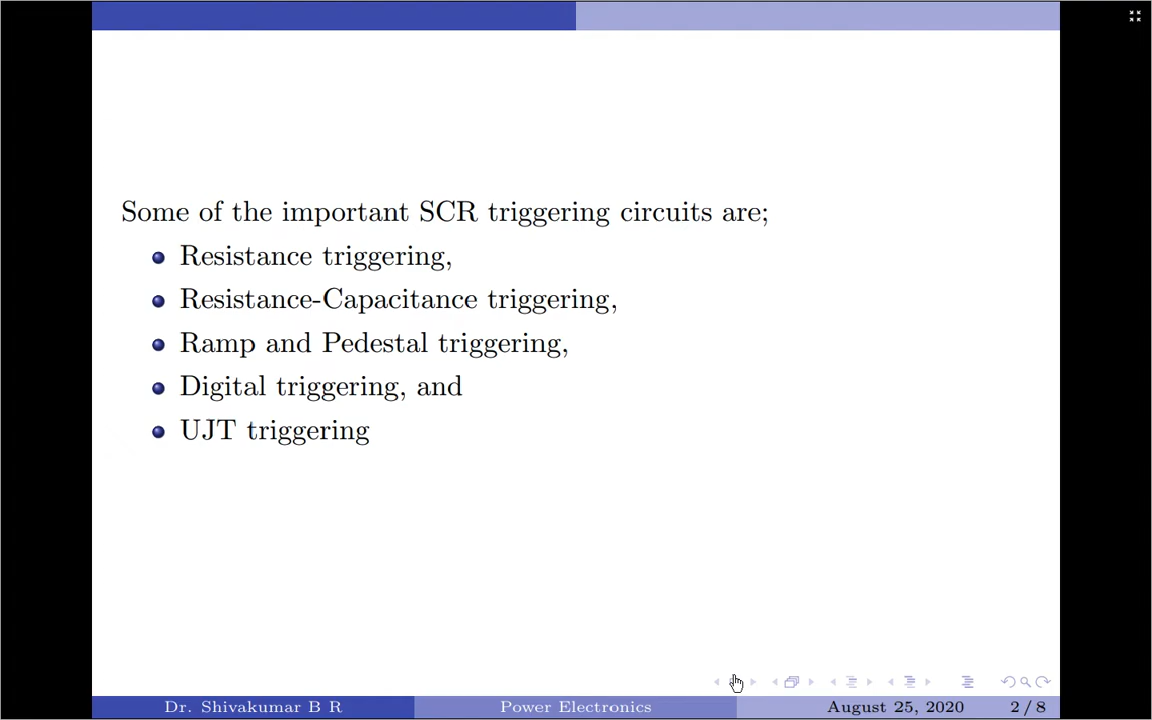 Some of the important SCR triggering circuits are;
Resistance triggering,
Resistance-Capacitance triggering,
Ramp and Pedestal triggering,
Digital triggering, and
UJT triggering
Dr. Shivakumar B R Power Electronics August 25, 2020 2 / 8